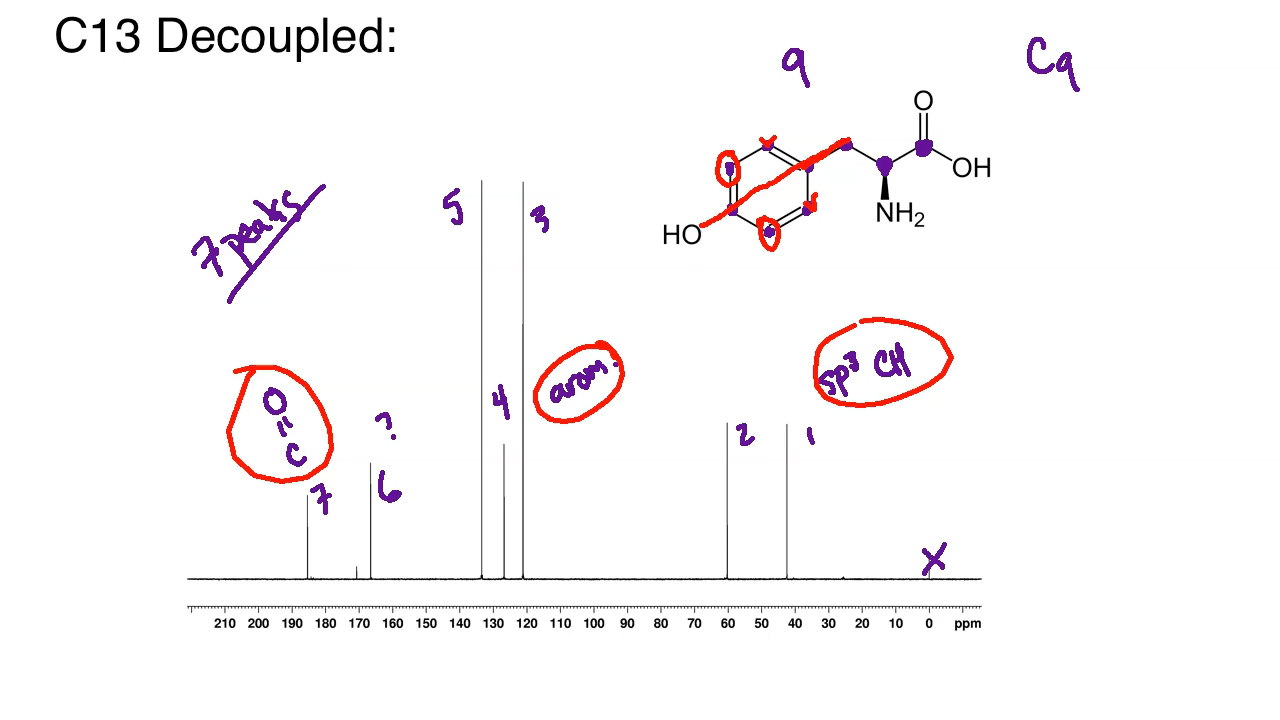 C13 Decoupled:
9
Cq
O
OH
NH2
HO
7 peaks
5
3
4
arom.
sp3 CH
O
C
?
6
7
2
1
X
210 200 190 180 170 160 150 140 130 120 110 100 90 80 70 60 50 40 30 20 10 0 ppm